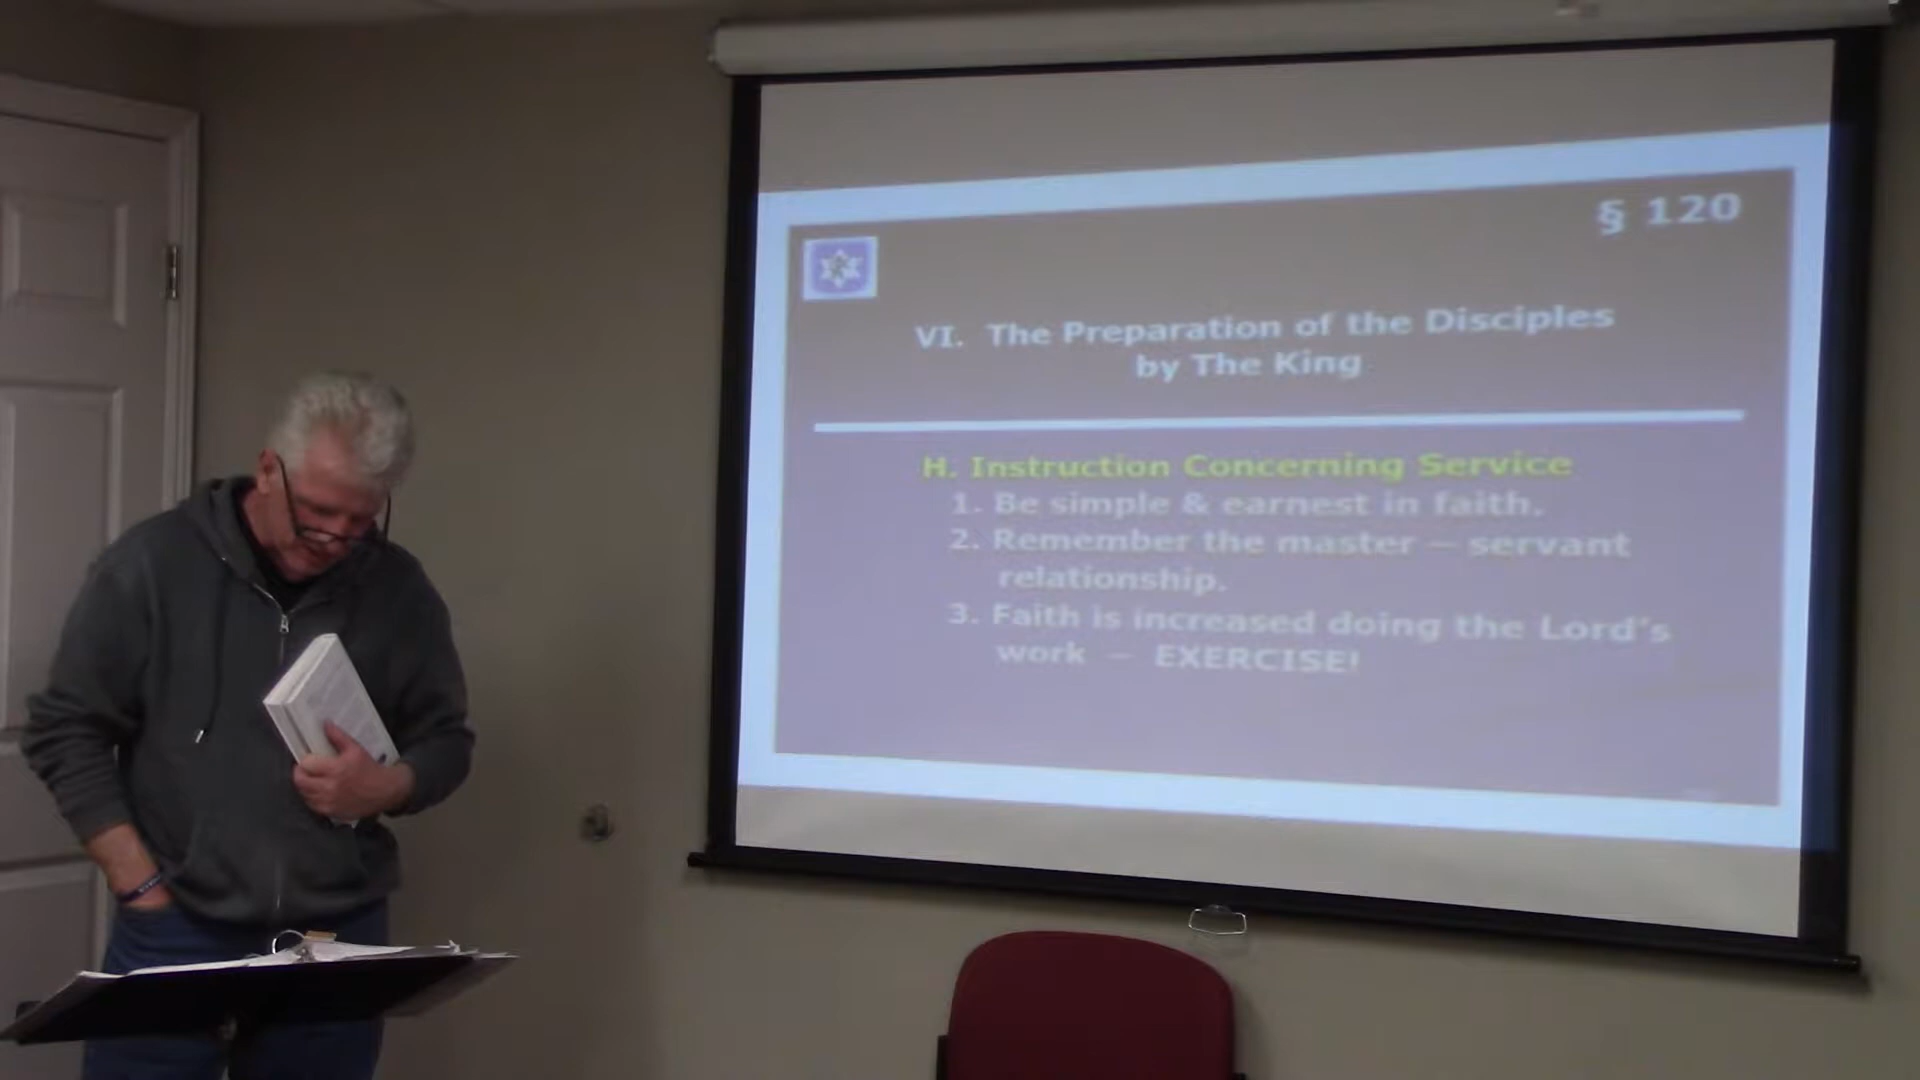 § 120
VI. The Preparation of the Disciples
by The King
H. Instruction Concerning Service
1. Be simple & earnest in faith.
2. Remember the master – servant
relationship.
3. Faith is increased doing the Lord's
work – EXERCISE!